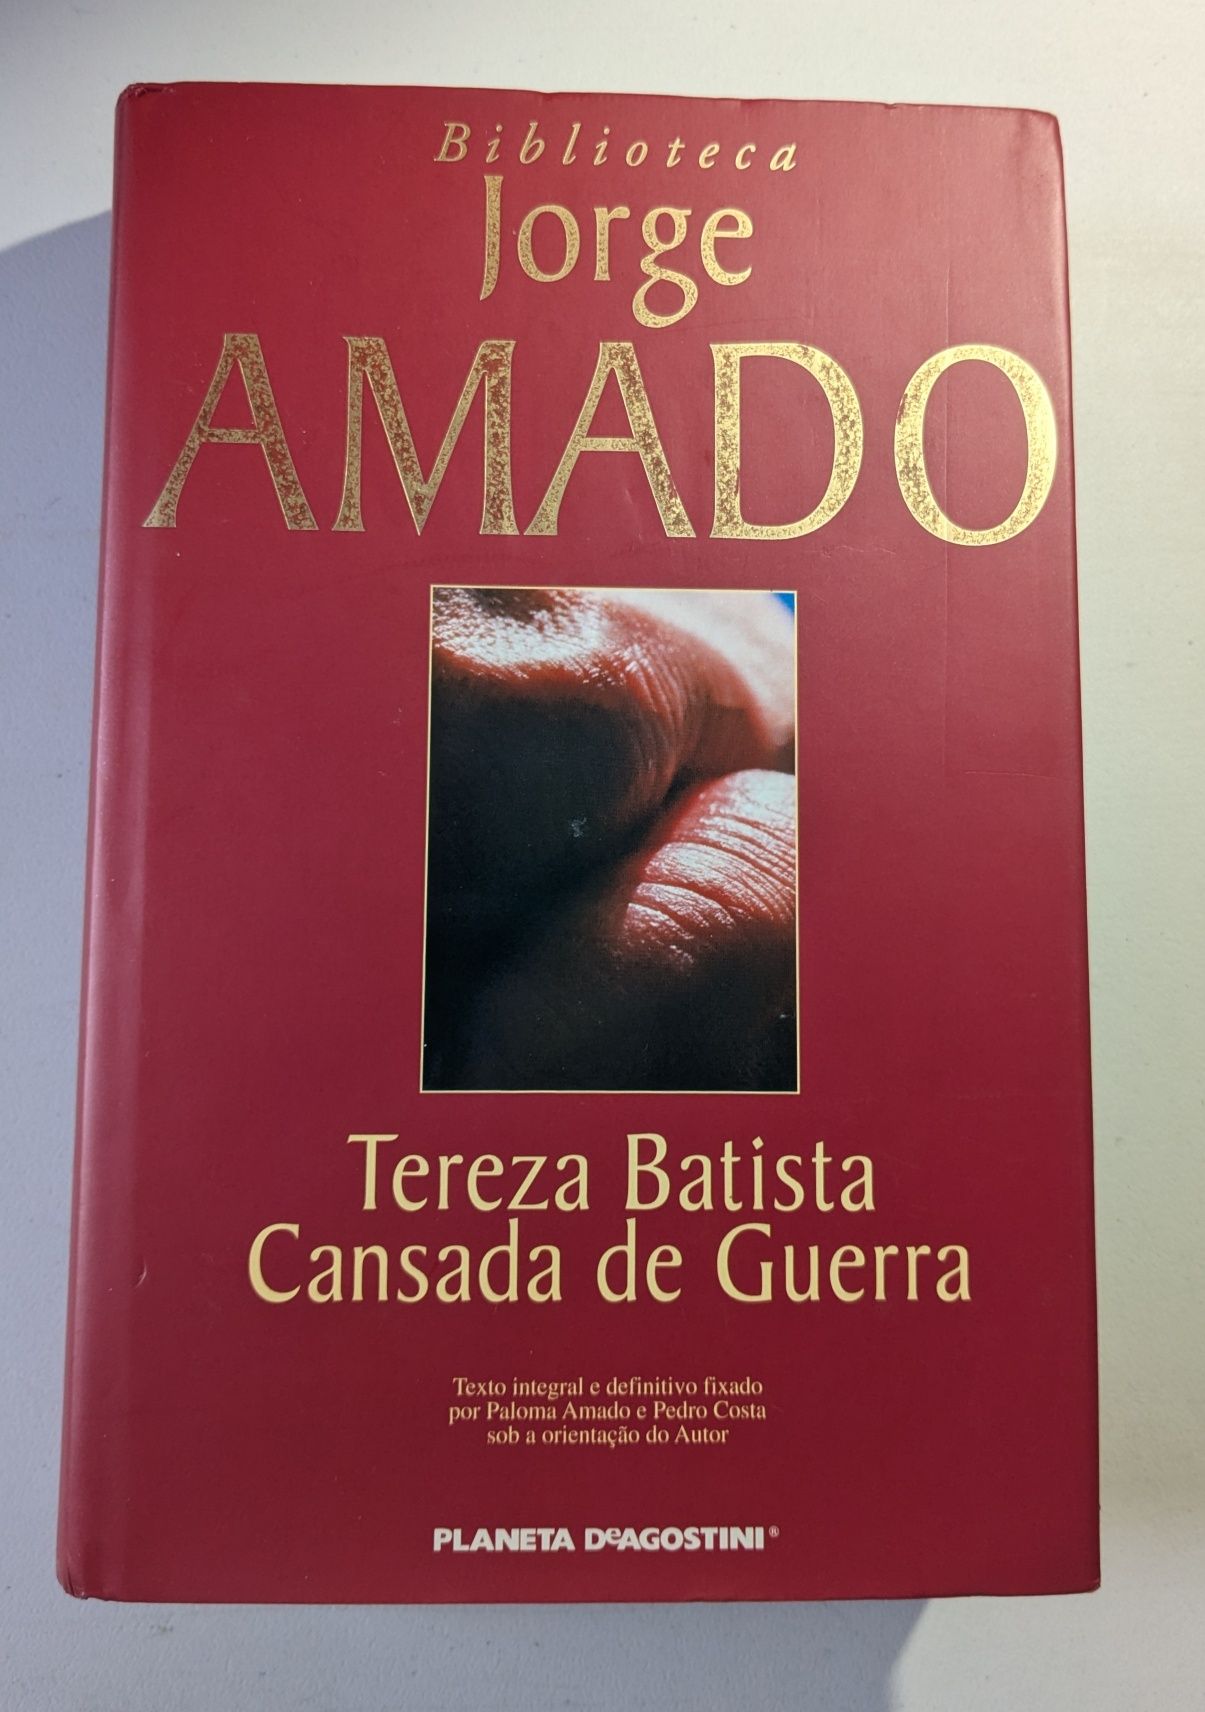 Biblioteca
Jorge
AMADO
Tereza Batista
Cansada de Guerra
Texto integral e definitivo fixado
por Paloma Amado e Pedro Costa
sob a orientação do Autor
PLANETA DeAGOSTINI®